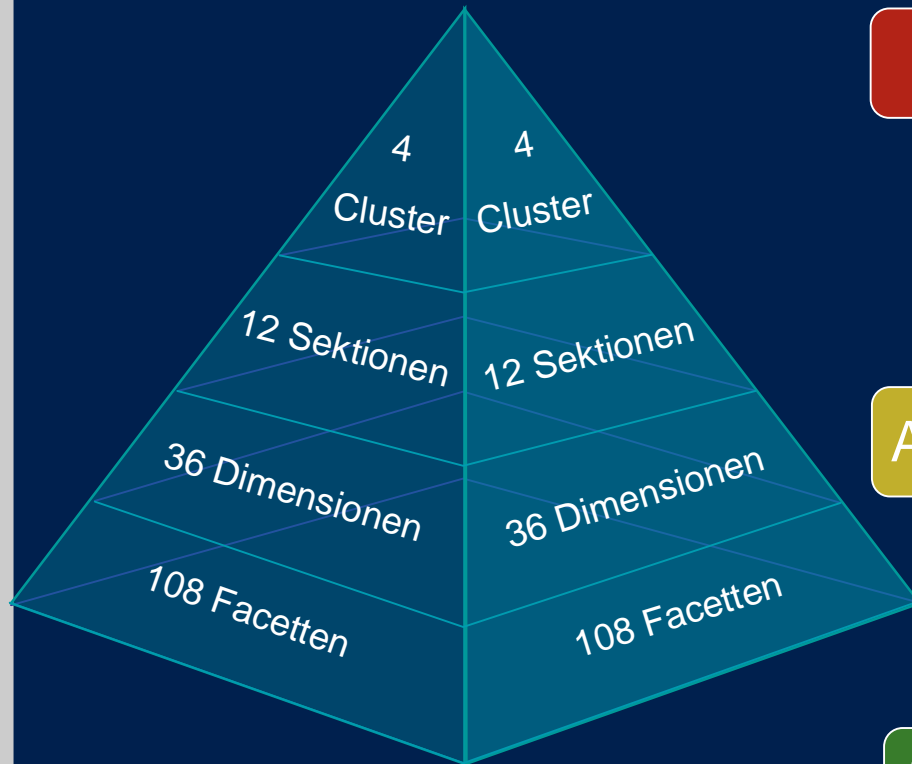 4
Cluster
4
Cluster
12 Sektionen
12 Sektionen
36 Dimensionen
36 Dimensionen
108 Facetten
108 Facetten
A